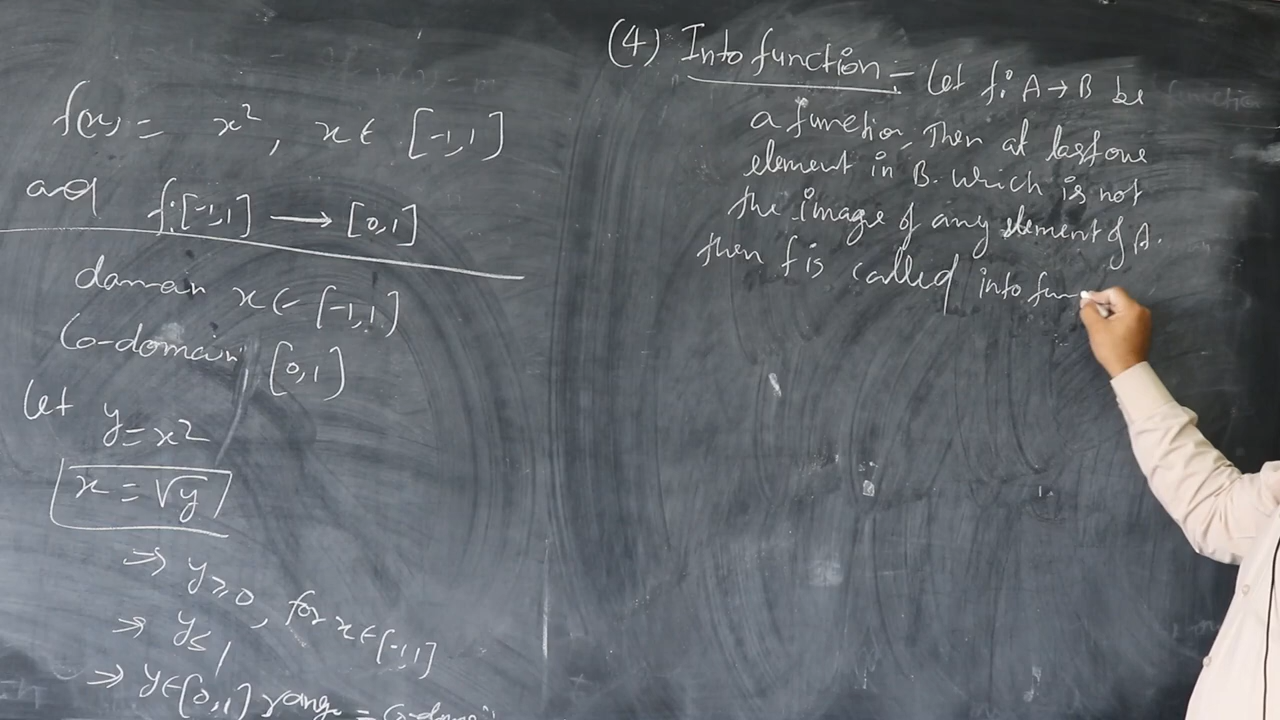 f(x) = x², x ∈ [-1,1]
and f:[-1,1] ⟶ [0,1]
domain x ∈ [-1,1]
Co-domain [0,1]
let y = x²
x = √y
⇒ y ≥ 0, for x ∈ [-1,1]
⇒ y ≤ 1
⇒ y ∈ [0,1] range = Co-domain
(4) Into function :- let f: A → B be
a function, Then at last one
element in B. which is not
the image of any element of A.
then f is called into func